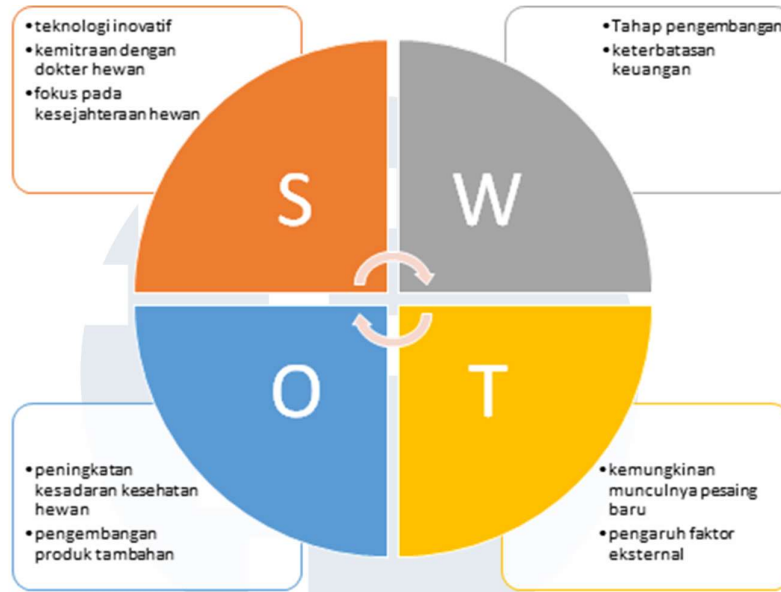 •teknologi inovatif
•kemitraan dengan
dokter hewan
•fokus pada
kesejahteraan hewan
•Tahap pengembangan
•keterbatasan
keuangan
S
W
O
T
•peningkatan
kesadaran kesehatan
hewan
•pengembangan
produk tambahan
•kemungkinan
munculnya pesaing
baru
•pengaruh faktor
eksternal